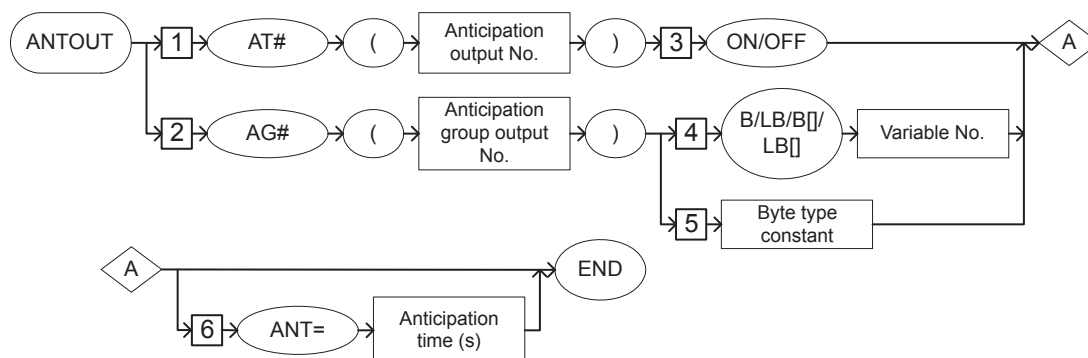 ANTOUT 1 AT# ( Anticipation output No. ) 3 ON/OFF A
2 AG# ( Anticipation group output No. ) 4 B/LB/B[]/ LB[] Variable No.
5 Byte type constant
A END
6 ANT= Anticipation time (s)